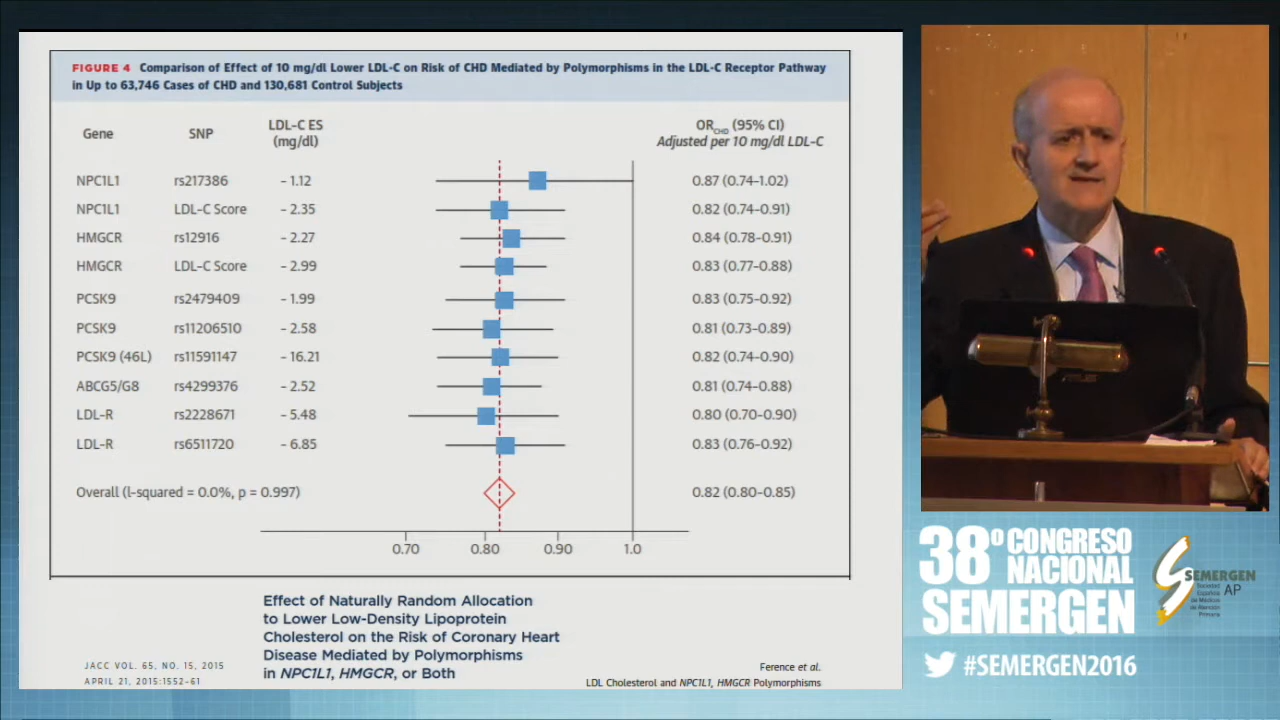 FIGURE 4 Comparison of Effect of 10 mg/dl Lower LDL-C on Risk of CHD Mediated by Polymorphisms in the LDL-C Receptor Pathway
in Up to 63,746 Cases of CHD and 130,681 Control Subjects
Gene SNP LDL-C ES (mg/dl) OR CHD (95% CI) Adjusted per 10 mg/dl LDL-C
NPC1L1 rs217386 - 1.12 0.87 (0.74-1.02)
NPC1L1 LDL-C Score - 2.35 0.82 (0.74-0.91)
HMGCR rs12916 - 2.27 0.84 (0.78-0.91)
HMGCR LDL-C Score - 2.99 0.83 (0.77-0.88)
PCSK9 rs2479409 - 1.99 0.83 (0.75-0.92)
PCSK9 rs11206510 - 2.58 0.81 (0.73-0.89)
PCSK9 (46L) rs11591147 - 16.21 0.82 (0.74-0.90)
ABCG5/G8 rs4299376 - 2.52 0.81 (0.74-0.88)
LDL-R rs2228671 - 5.48 0.80 (0.70-0.90)
LDL-R rs6511720 - 6.85 0.83 (0.76-0.92)
Overall (I-squared = 0.0%, p = 0.997) 0.82 (0.80-0.85)
0.70 0.80 0.90 1.0
Effect of Naturally Random Allocation
to Lower Low-Density Lipoprotein
Cholesterol on the Risk of Coronary Heart
Disease Mediated by Polymorphisms
in NPC1L1, HMGCR, or Both
JACC VOL. 65, NO. 15, 2015
APRIL 21, 2015:1552-61
Ference et al.
LDL Cholesterol and NPC1L1, HMGCR Polymorphisms
38º CONGRESO
NACIONAL
SEMERGEN
SEMERGEN
AP
Sociedad
Española
de Médicos
de Atención
Primaria
#SEMERGEN2016